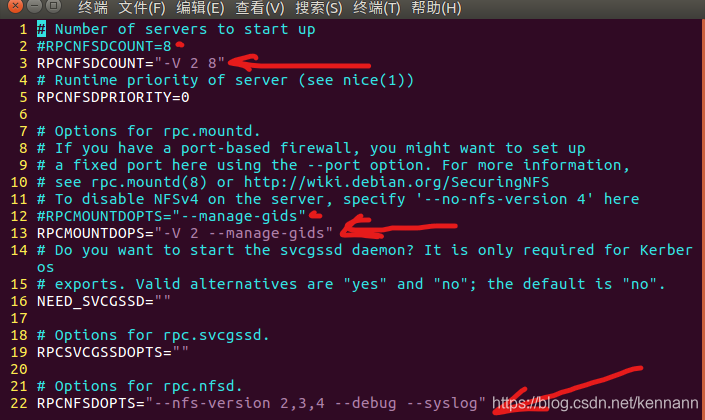 终端 终端 文件(F) 编辑(E) 查看(V) 搜索(S) 终端(T) 帮助(H)
1 # Number of servers to start up
2 #RPCNFSDCOUNT=8
3 RPCNFSDCOUNT="-V 2 8"
4 # Runtime priority of server (see nice(1))
5 RPCNFSDPRIORITY=0
6
7 # Options for rpc.mountd.
8 # If you have a port-based firewall, you might want to set up
9 # a fixed port here using the --port option. For more information,
10 # see rpc.mountd(8) or http://wiki.debian.org/SecuringNFS
11 # To disable NFSv4 on the server, specify '--no-nfs-version 4' here
12 #RPCMOUNTDOPTS="--manage-gids"
13 RPCMOUNTDOPS="-V 2 --manage-gids"
14 # Do you want to start the svcgssd daemon? It is only required for Kerber
os
15 # exports. Valid alternatives are "yes" and "no"; the default is "no".
16 NEED_SVCGSSD=""
17
18 # Options for rpc.svcgssd.
19 RPCSVCGSSDOPTS=""
20
21 # Options for rpc.nfsd.
22 RPCNFSDOPTS="--nfs-version 2,3,4 --debug --syslog"
https://blog.csdn.net/kennann